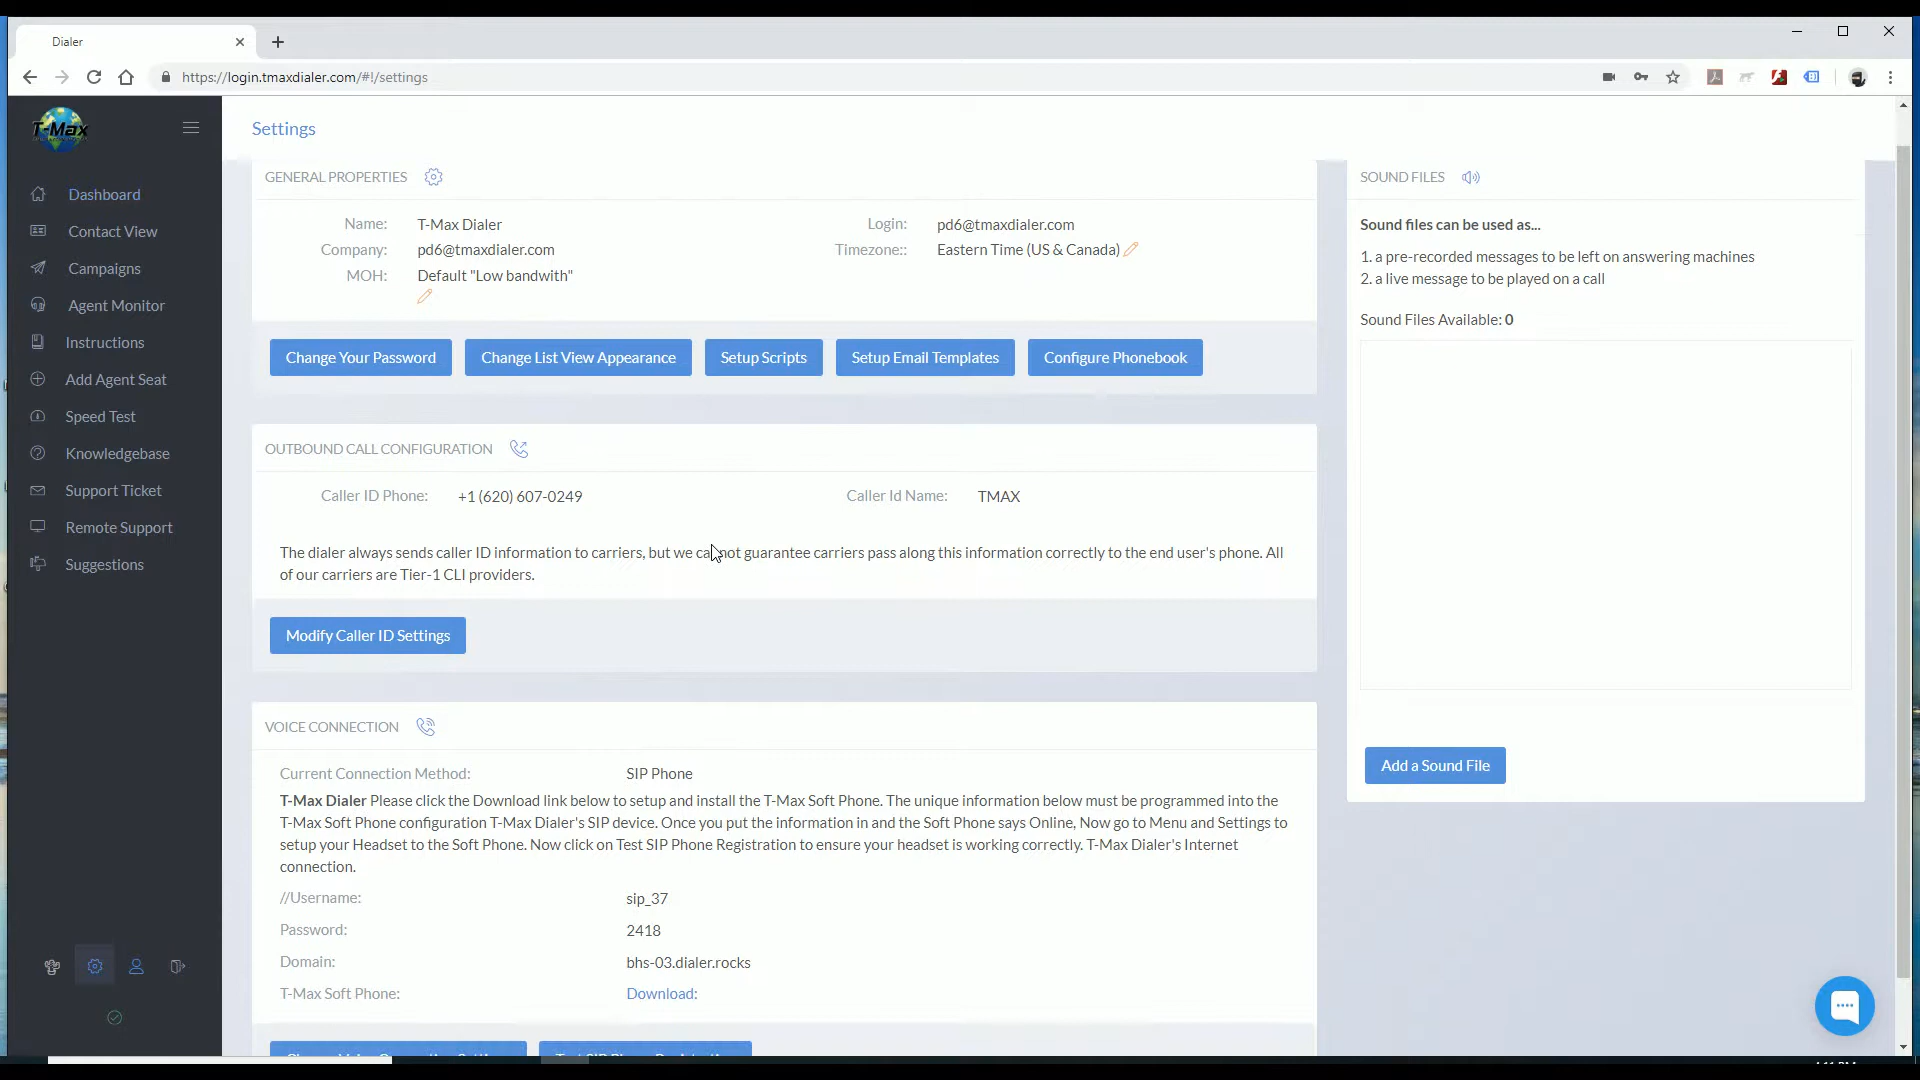 Dialer
https://login.tmaxdialer.com/#!/settings
T-Max
Settings
Dashboard
Contact View
Campaigns
Agent Monitor
Instructions
Add Agent Seat
Speed Test
Knowledgebase
Support Ticket
Remote Support
Suggestions
GENERAL PROPERTIES
Name: T-Max Dialer Login: pd6@tmaxdialer.com
Company: pd6@tmaxdialer.com Timezone:: Eastern Time (US & Canada)
MOH: Default "Low bandwith"
Change Your Password Change List View Appearance Setup Scripts Setup Email Templates Configure Phonebook
OUTBOUND CALL CONFIGURATION
Caller ID Phone: +1 (620) 607-0249 Caller Id Name: TMAX
The dialer always sends caller ID information to carriers, but we cannot guarantee carriers pass along this information correctly to the end user's phone. All
of our carriers are Tier-1 CLI providers.
Modify Caller ID Settings
VOICE CONNECTION
Current Connection Method: SIP Phone
T-Max Dialer Please click the Download link below to setup and install the T-Max Soft Phone. The unique information below must be programmed into the
T-Max Soft Phone configuration T-Max Dialer's SIP device. Once you put the information in and the Soft Phone says Online, Now go to Menu and Settings to
setup your Headset to the Soft Phone. Now click on Test SIP Phone Registration to ensure your headset is working correctly. T-Max Dialer's Internet
connection.
//Username: sip_37
Password: 2418
Domain: bhs-03.dialer.rocks
T-Max Soft Phone: Download:
SOUND FILES
Sound files can be used as...
1. a pre-recorded messages to be left on answering machines
2. a live message to be played on a call
Sound Files Available: 0
Add a Sound File